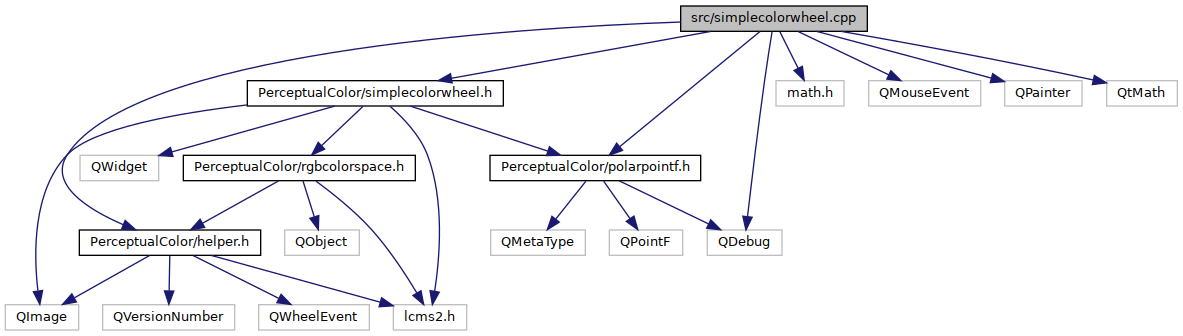 src/simplecolorwheel.cpp
PerceptualColor/simplecolorwheel.h
math.h
QMouseEvent
QPainter
QtMath
QWidget
PerceptualColor/rgbcolorspace.h
PerceptualColor/polarpointf.h
PerceptualColor/helper.h
QObject
QMetaType
QPointF
QDebug
QImage
QVersionNumber
QWheelEvent
lcms2.h